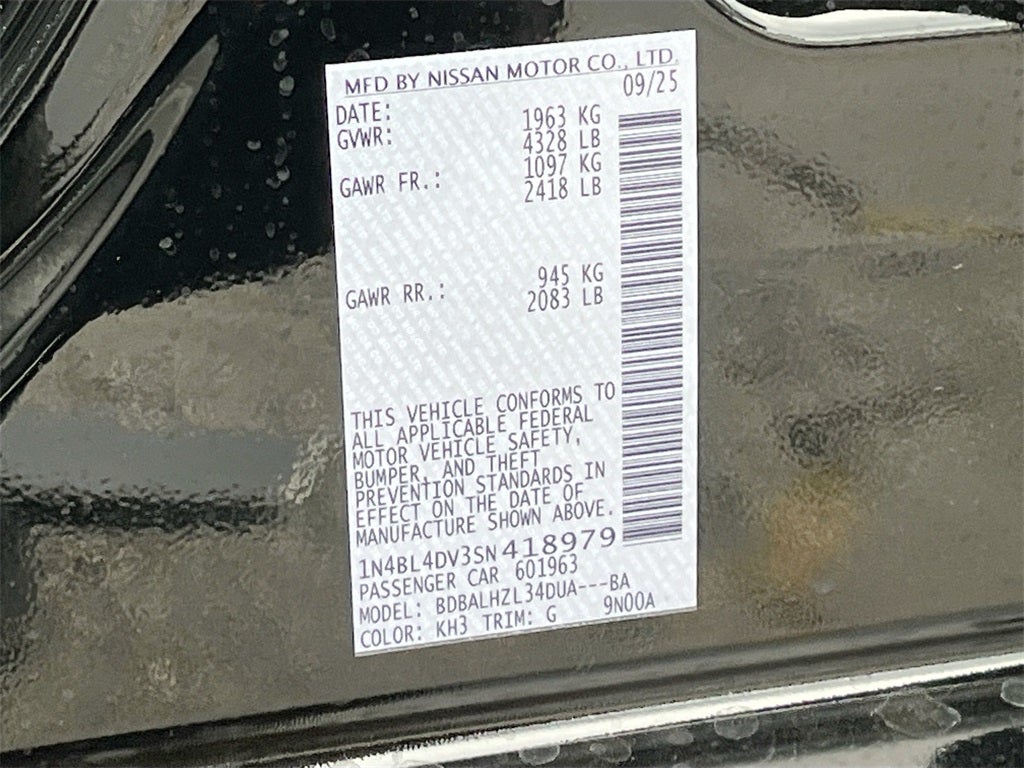 MFD BY NISSAN MOTOR CO., LTD.
DATE: 09/25
GVWR: 1963 KG
4328 LB
GAWR FR.: 1097 KG
2418 LB
GAWR RR.: 945 KG
2083 LB
THIS VEHICLE CONFORMS TO
ALL APPLICABLE FEDERAL
MOTOR VEHICLE SAFETY,
BUMPER, AND THEFT
PREVENTION STANDARDS IN
EFFECT ON THE DATE OF
MANUFACTURE SHOWN ABOVE.
1N4BL4DV3SN418979
PASSENGER CAR 601963
MODEL: BDBALHZL34DUA---BA
COLOR: KH3 TRIM: G 9N00A